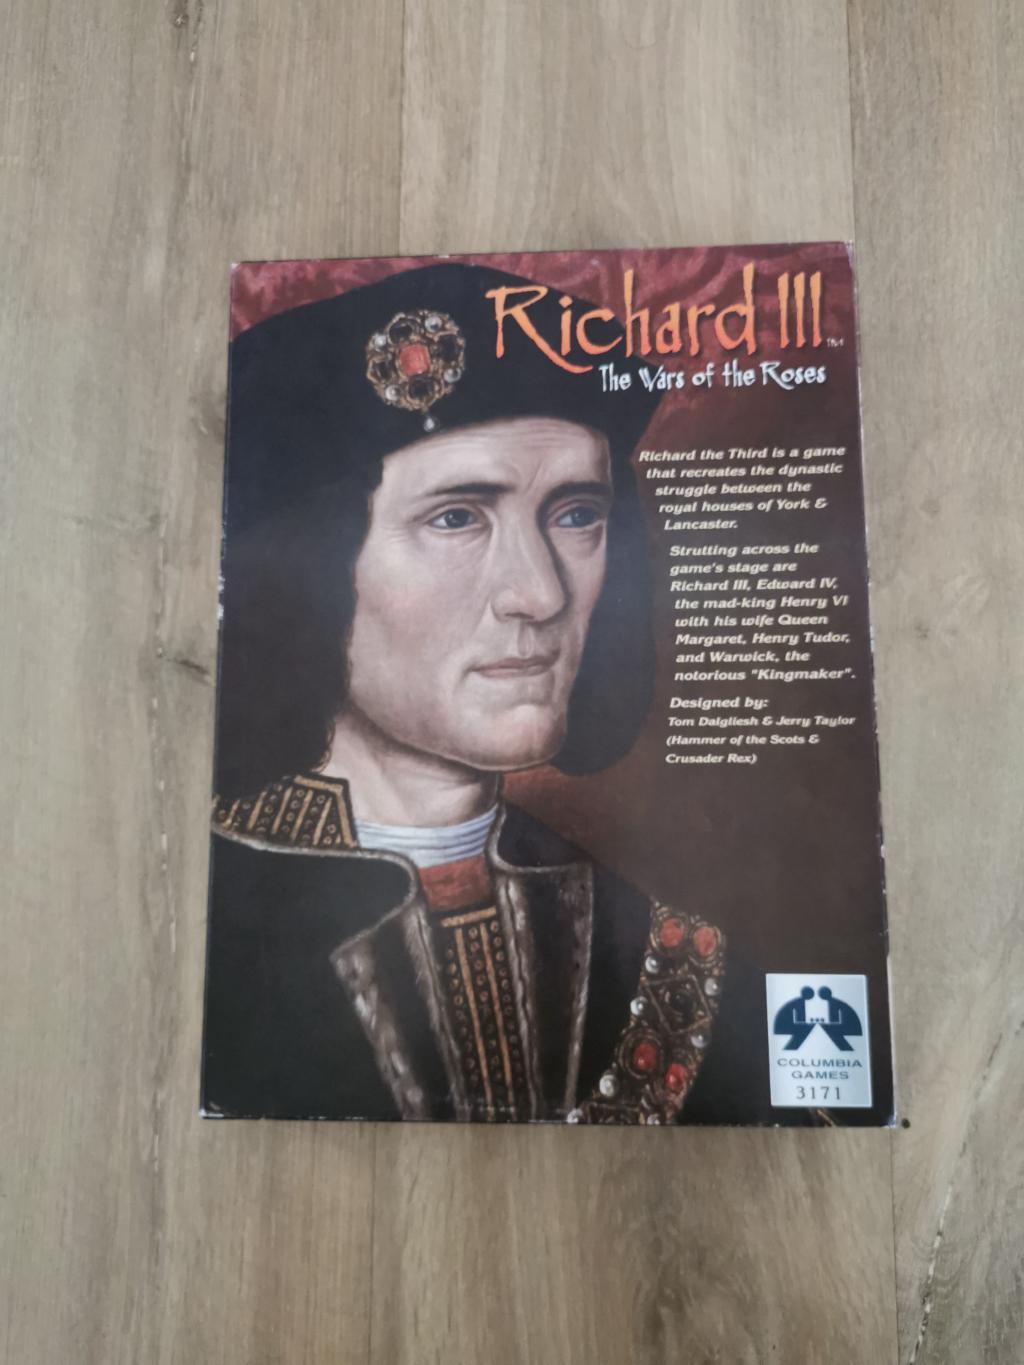 Richard III™
The Wars of the Roses
Richard the Third is a game
that recreates the dynastic
struggle between the
royal houses of York &
Lancaster.
Strutting across the
game's stage are
Richard III, Edward IV,
the mad-king Henry VI
with his wife Queen
Margaret, Henry Tudor,
and Warwick, the
notorious "Kingmaker".
Designed by:
Tom Dalgliesh & Jerry Taylor
(Hammer of the Scots &
Crusader Rex)
COLUMBIA
GAMES
3171